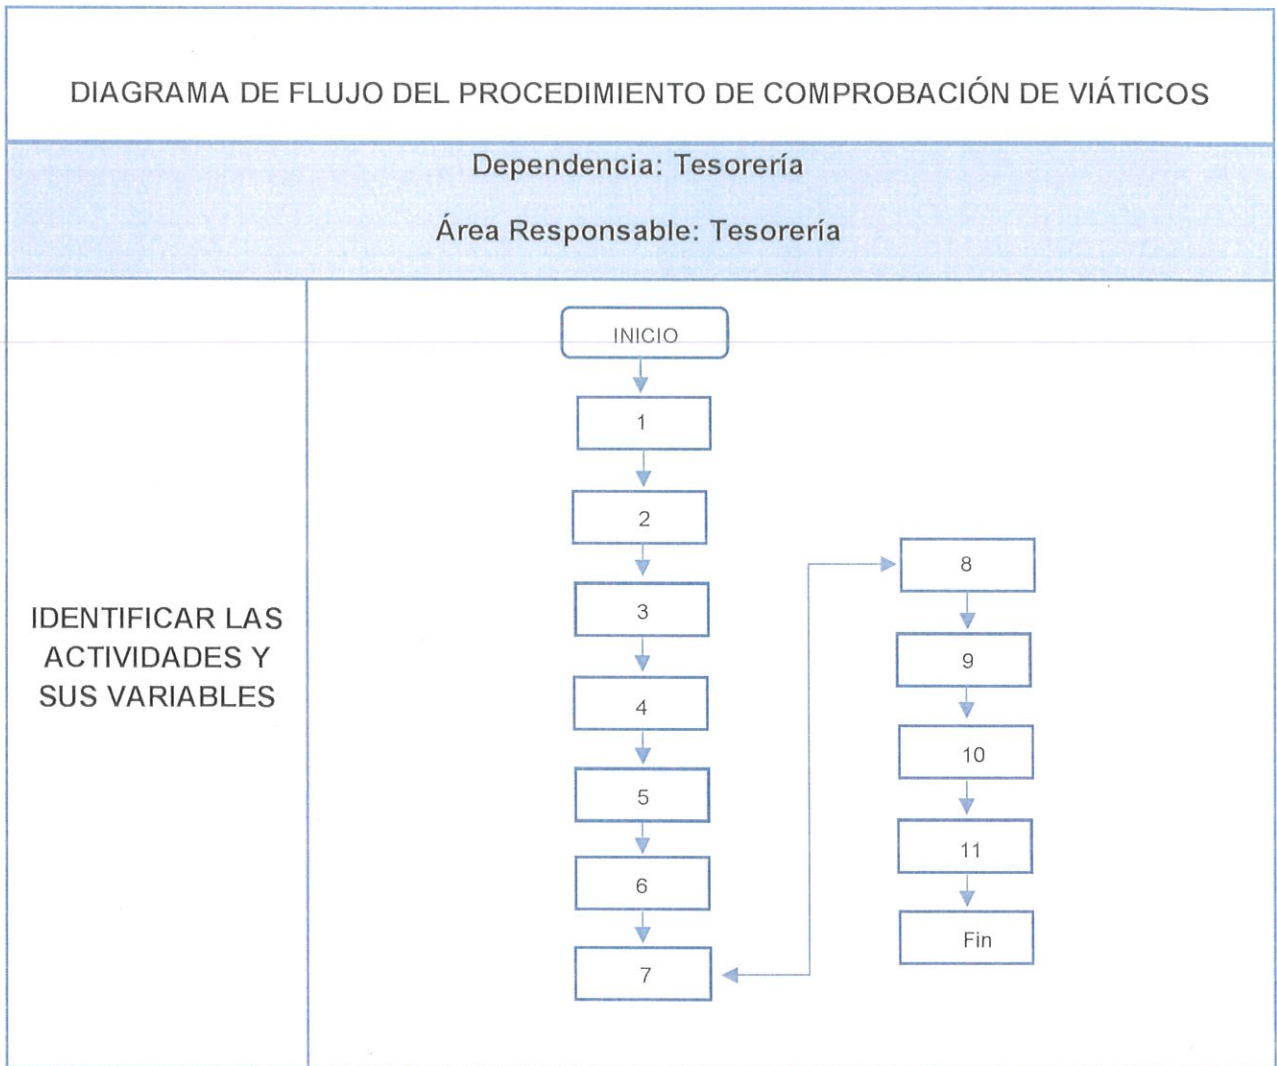 DIAGRAMA DE FLUJO DEL PROCEDIMIENTO DE COMPROBACIÓN DE VIÁTICOS
Dependencia: Tesorería
Área Responsable: Tesorería
IDENTIFICAR LAS
ACTIVIDADES Y
SUS VARIABLES
INICIO
1
2
3
4
5
6
7
8
9
10
11
Fin